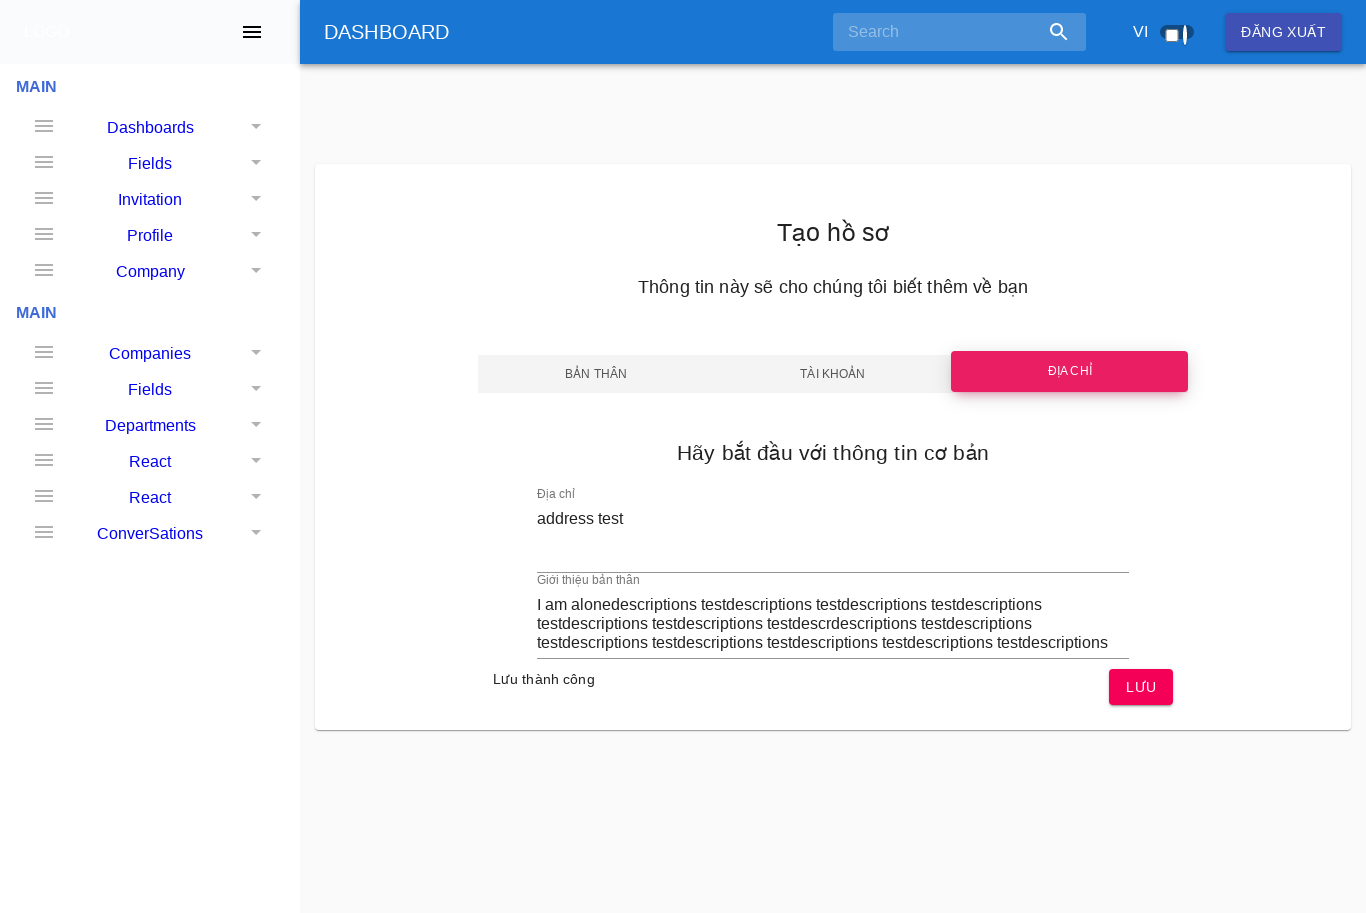 DASHBOARD
Search
VI
ĐĂNG XUẤT
MAIN
Dashboards
Fields
Invitation
Profile
Company
MAIN
Companies
Fields
Departments
React
React
ConverSations
Tạo hồ sơ
Thông tin này sẽ cho chúng tôi biết thêm về bạn
BẢN THÂN
TÀI KHOẢN
ĐỊA CHỈ
Hãy bắt đầu với thông tin cơ bản
Địa chỉ
address test
Giới thiệu bản thân
I am alonedescriptions testdescriptions testdescriptions testdescriptions
testdescriptions testdescriptions testdescrdescriptions testdescriptions
testdescriptions testdescriptions testdescriptions testdescriptions testdescriptions
Lưu thành công
LƯU